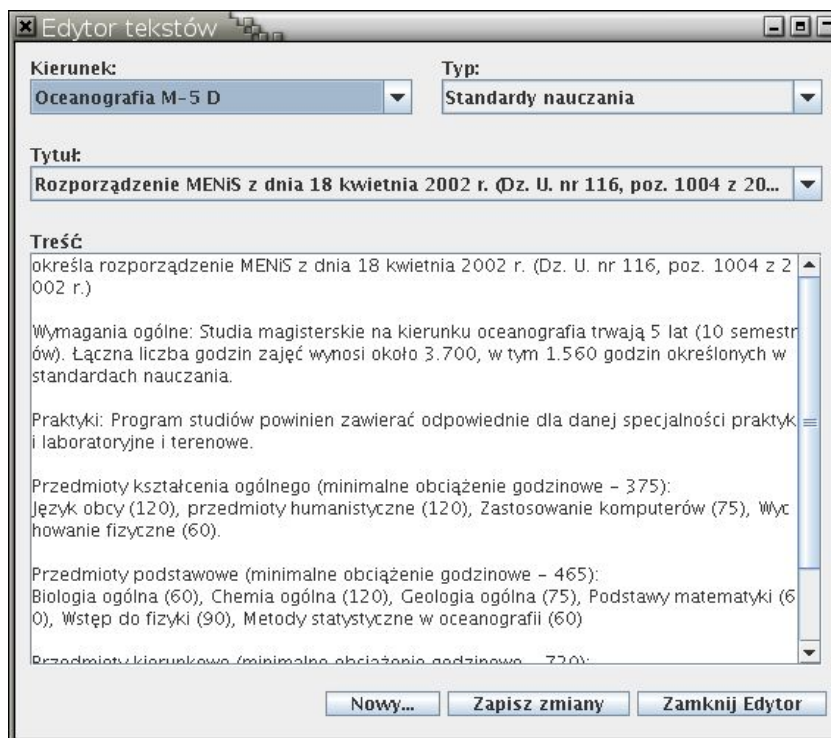 Edytor tekstów
Kierunek: Typ:
Oceanografia M-5 D Standardy nauczania
Tytuł:
Rozporządzenie MENiS z dnia 18 kwietnia 2002 r. (Dz. U. nr 116, poz. 1004 z 20...
Treść:
określa rozporządzenie MENiS z dnia 18 kwietnia 2002 r. (Dz. U. nr 116, poz. 1004 z 2
002 r.)
Wymagania ogólne: Studia magisterskie na kierunku oceanografia trwają 5 lat (10 semestr
ów). Łączna liczba godzin zajęć wynosi około 3.700, w tym 1.560 godzin określonych w
standardach nauczania.
Praktyki: Program studiów powinien zawierać odpowiednie dla danej specjalności praktyk
i laboratoryjne i terenowe.
Przedmioty kształcenia ogólnego (minimalne obciążenie godzinowe – 375):
Język obcy (120), przedmioty humanistyczne (120), Zastosowanie komputerów (75), Wyc
howanie fizyczne (60).
Przedmioty podstawowe (minimalne obciążenie godzinowe – 465):
Biologia ogólna (60), Chemia ogólna (120), Geologia ogólna (75), Podstawy matematyki (6
0), Wstęp do fizyki (90), Metody statystyczne w oceanografii (60)
Przedmioty kierunkowe (minimalne obciążenie godzinowe – 720):
Nowy... Zapisz zmiany Zamknij Edytor